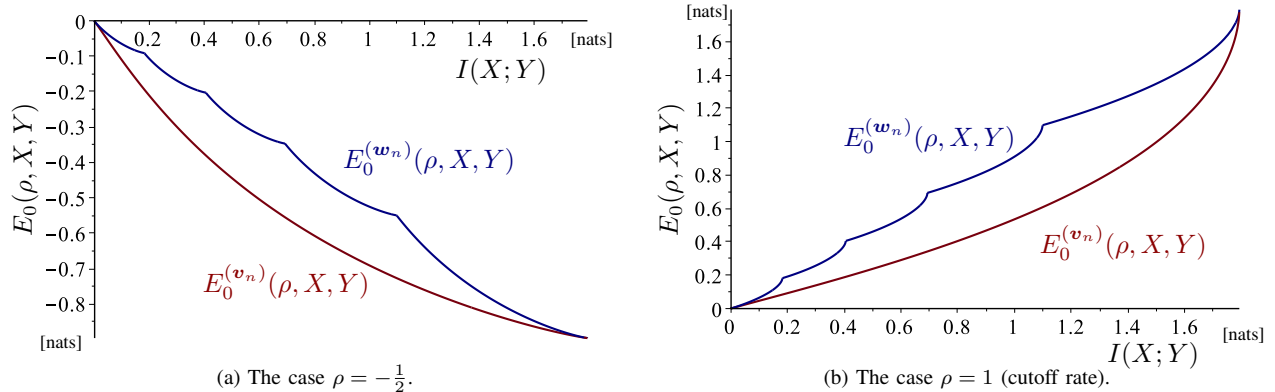 0
0.2 0.4 0.6 0.8 1 1.2 1.4 1.6 [nats]
I(X; Y)
−0.1
−0.2
−0.3
−0.4
−0.5
−0.6
−0.7
−0.8
[nats]
E_0(ρ, X, Y)
E_0^{(w_n)}(ρ, X, Y)
E_0^{(v_n)}(ρ, X, Y)
(a) The case ρ = −1/2.
[nats]
1.6
1.4
1.2
1
0.8
0.6
0.4
0.2
0
E_0(ρ, X, Y)
E_0^{(w_n)}(ρ, X, Y)
E_0^{(v_n)}(ρ, X, Y)
0 0.2 0.4 0.6 0.8 1 1.2 1.4 1.6 [nats]
I(X; Y)
(b) The case ρ = 1 (cutoff rate).